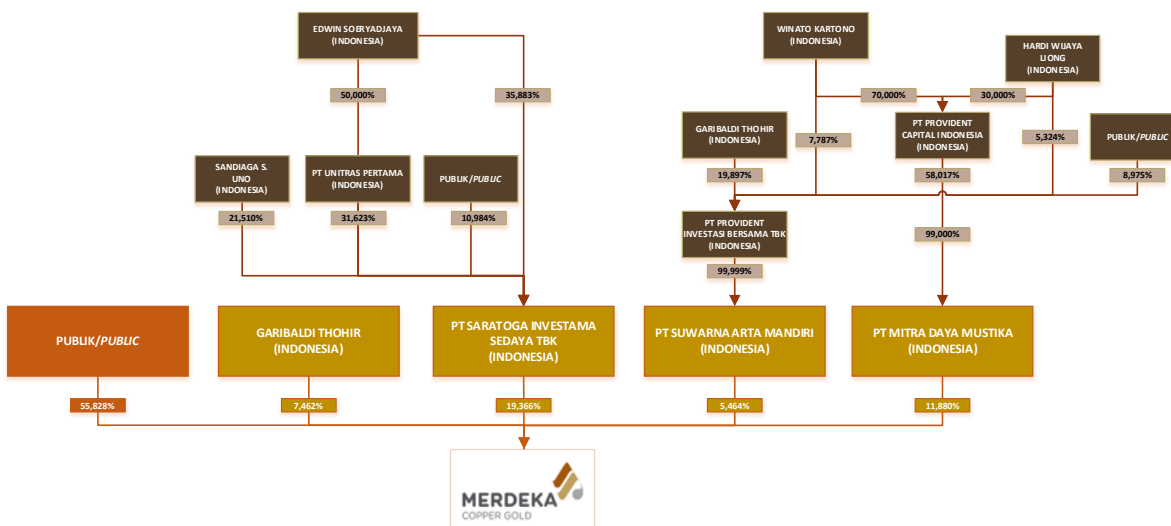 EDWIN SOERYADJAYA
(INDONESIA)
WINATO KARTONO
(INDONESIA)
HARDI WIJAYA
LIONG
(INDONESIA)
50,000%
35,883%
70,000%
30,000%
SANDIAGA S.
UNO
(INDONESIA)
PT UNITRAS PERTAMA
(INDONESIA)
PUBLIK/PUBLIC
GARIBALDI THOHIR
(INDONESIA)
7,787%
PT PROVIDENT
CAPITAL INDONESIA
(INDONESIA)
5,324%
PUBLIK/PUBLIC
21,510%
31,623%
10,984%
19,897%
58,017%
8,975%
PT PROVIDENT
INVESTASI BERSAMA TBK
(INDONESIA)
99,000%
99,999%
PUBLIK/PUBLIC
GARIBALDI THOHIR
(INDONESIA)
PT SARATOGA INVESTAMA
SEDAYA TBK
(INDONESIA)
PT SUWARNA ARTA MANDIRI
(INDONESIA)
PT MITRA DAYA MUSTIKA
(INDONESIA)
55,828%
7,462%
19,366%
5,464%
11,880%
MERDEKA
COPPER GOLD